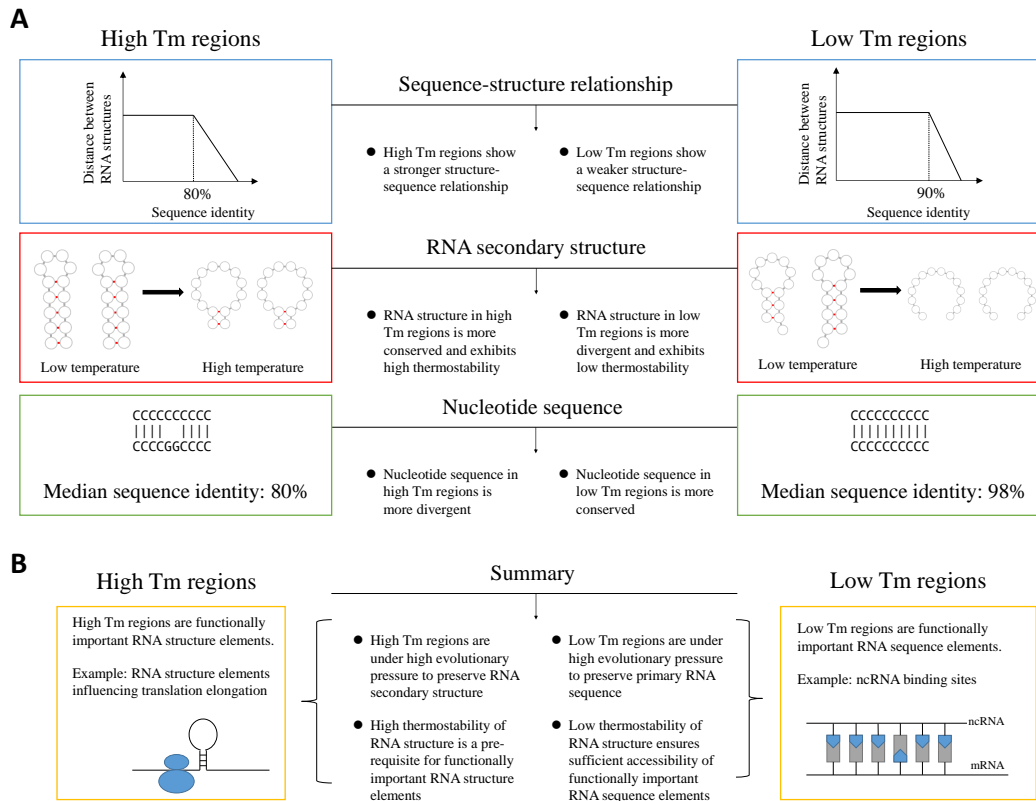 A
High Tm regions
Low Tm regions
Distance between
RNA structures
80%
Sequence identity
Sequence-structure relationship
● High Tm regions show
a stronger structure-
sequence relationship
● Low Tm regions show
a weaker structure-
sequence relationship
Distance between
RNA structures
90%
Sequence identity
Low temperature
High temperature
RNA secondary structure
● RNA structure in high
Tm regions is more
conserved and exhibits
high thermostability
● RNA structure in low
Tm regions is more
divergent and exhibits
low thermostability
Low temperature
High temperature
CCCCCCCCCC
|||| ||||
CCCCGGCCCC
Median sequence identity: 80%
Nucleotide sequence
● Nucleotide sequence in
high Tm regions is
more divergent
● Nucleotide sequence in
low Tm regions is more
conserved
CCCCCCCCCC
||||||||||
CCCCCCCCCC
Median sequence identity: 98%
B
High Tm regions
Summary
Low Tm regions
High Tm regions are functionally
important RNA structure elements.
Example: RNA structure elements
influencing translation elongation
● High Tm regions are
under high evolutionary
pressure to preserve RNA
secondary structure
● High thermostability of
RNA structure is a pre-
requisite for functionally
important RNA structure
elements
● Low Tm regions are under
high evolutionary pressure
to preserve primary RNA
sequence
● Low thermostability of
RNA structure ensures
sufficient accessibility of
functionally important
RNA sequence elements
Low Tm regions are functionally
important RNA sequence elements.
Example: ncRNA binding sites
ncRNA
mRNA